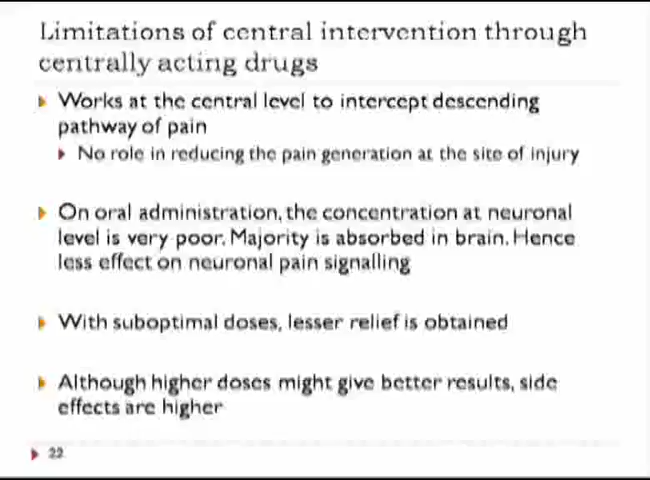 Limitations of central intervention through
centrally acting drugs
Works at the central level to intercept descending
pathway of pain
No role in reducing the pain generation at the site of injury
On oral administration, the concentration at neuronal
level is very poor. Majority is absorbed in brain. Hence
less effect on neuronal pain signalling
With suboptimal doses, lesser relief is obtained
Although higher doses might give better results, side
effects are higher
22